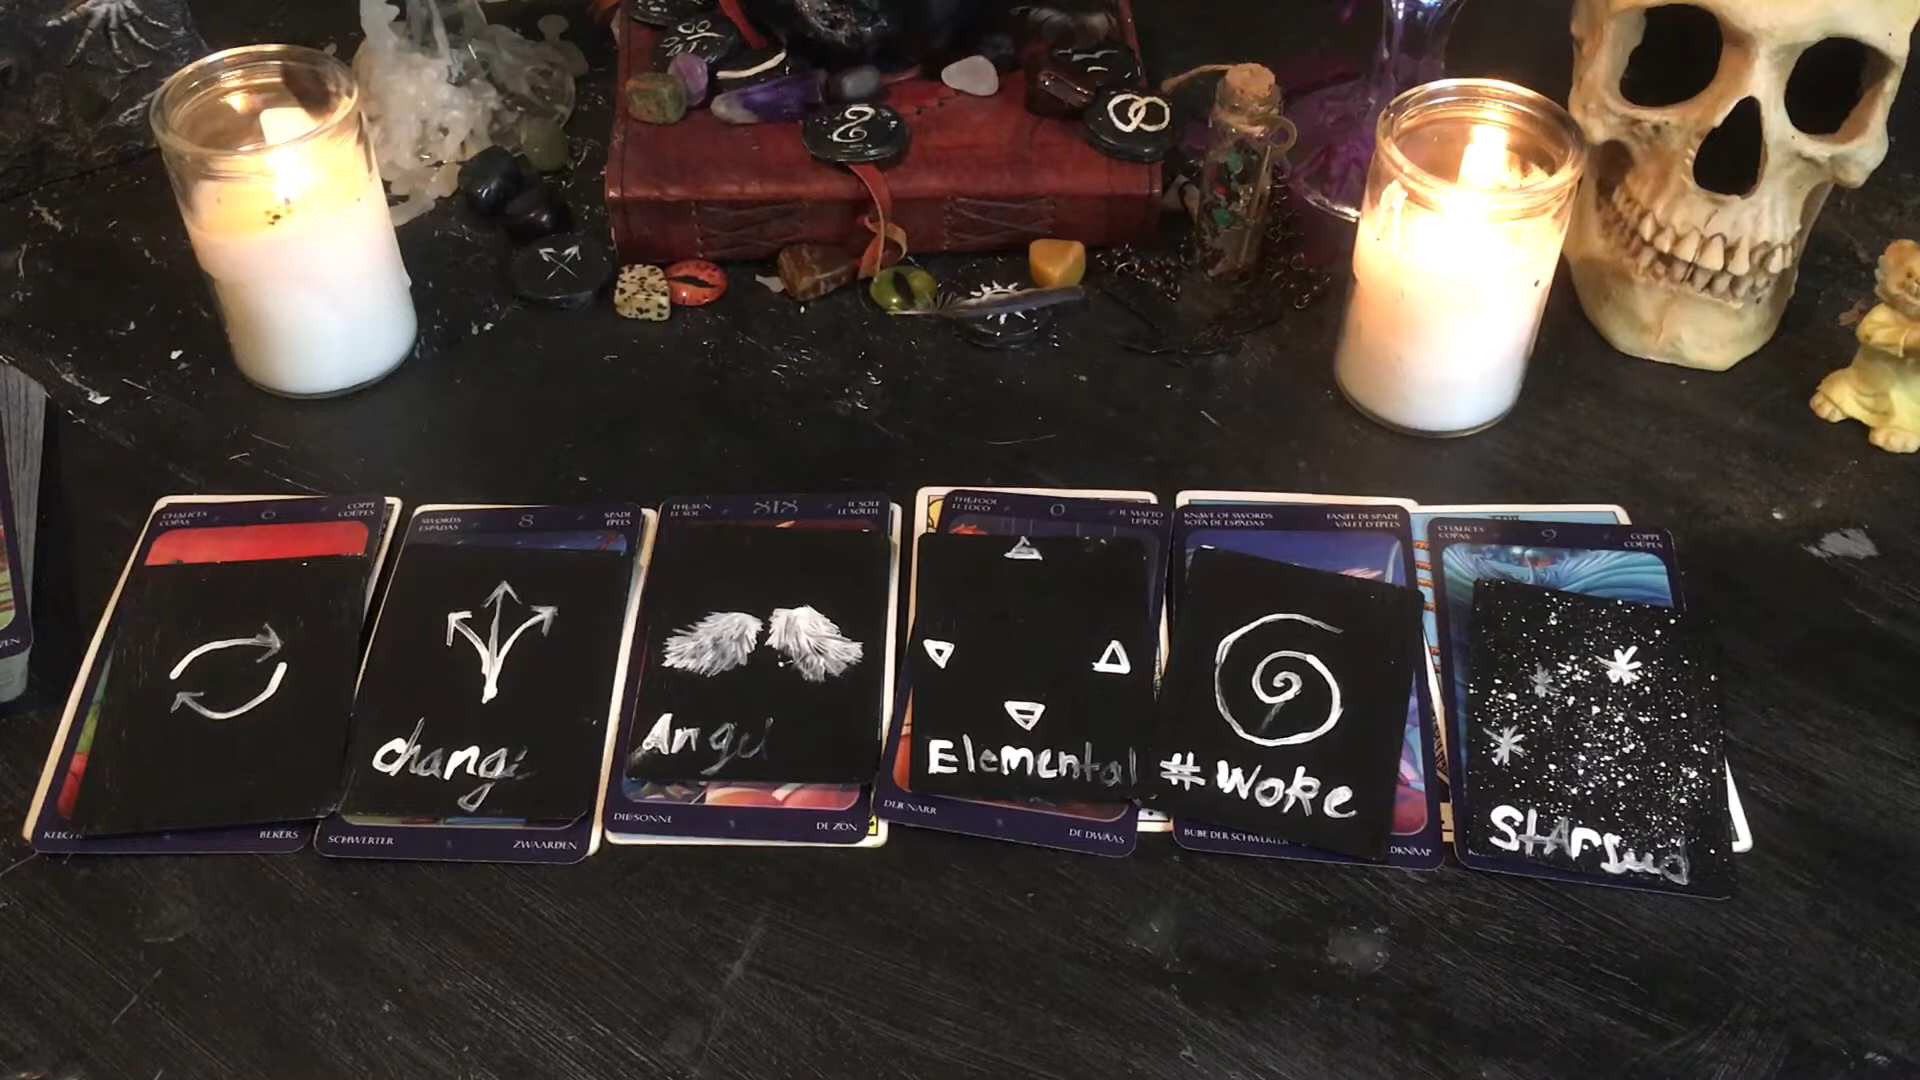 CHALICES
COPAS
6
COPPE
COUPES
BEKERS
SWORDS
ESPADAS
8
SPADE
ÉPÉES
change
SCHWERTER
ZWAARDEN
THE SUN
EL SOL
XIX
IL SOLE
LE SOLEIL
Angel
DIE SONNE
DE ZON
THE FOOL
EL LOCO
0
IL MATTO
LE FOU
Elemental
DER NARR
DE DWAAS
KNAVE OF SWORDS
SOTA DE ESPADAS
FANTE DI SPADE
VALET D'ÉPÉES
#Woke
BUBE DER SCHWERTER
CHALICES
COPAS
9
COPPE
COUPES